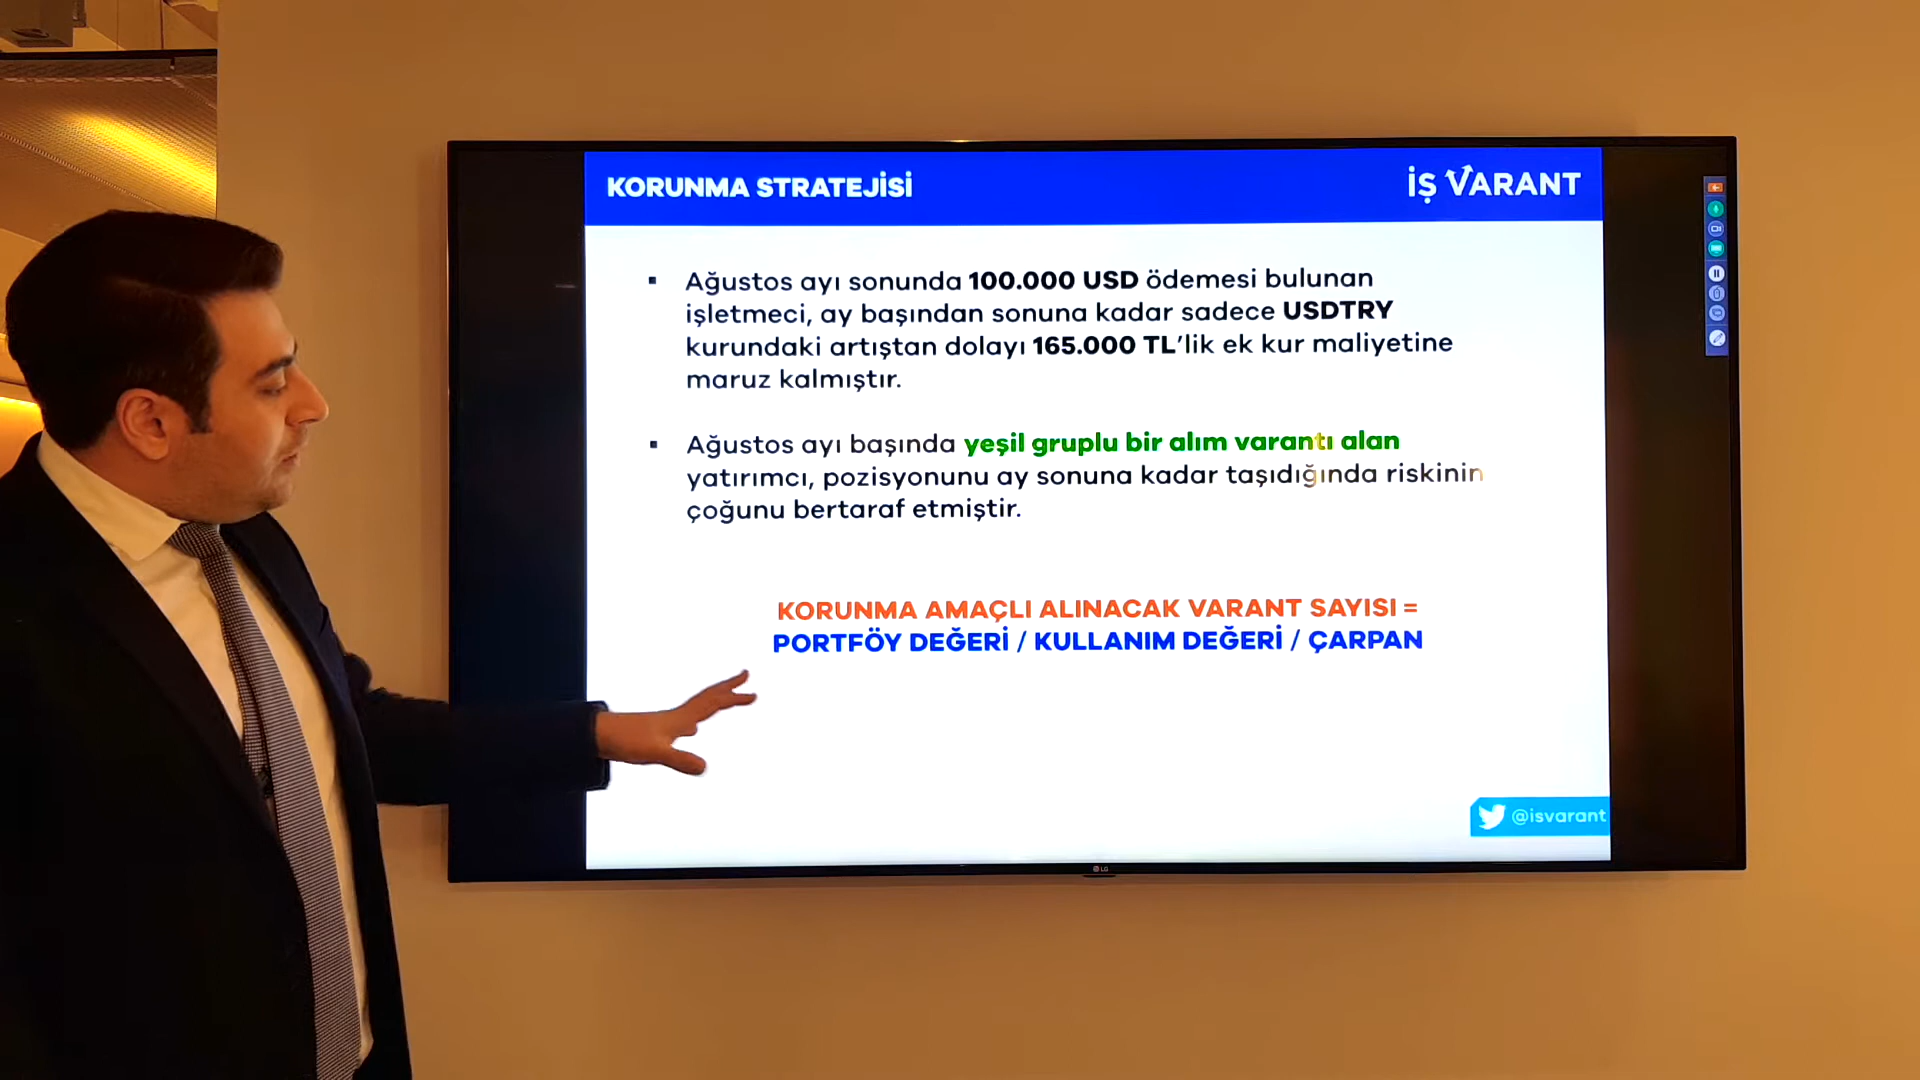 KORUNMA STRATEJİSİ
İŞ VARANT
▪ Ağustos ayı sonunda 100.000 USD ödemesi bulunan
işletmeci, ay başından sonuna kadar sadece USDTRY
kurundaki artıştan dolayı 165.000 TL'lik ek kur maliyetine
maruz kalmıştır.
▪ Ağustos ayı başında yeşil gruplu bir alım varantı alan
yatırımcı, pozisyonunu ay sonuna kadar taşıdığında riskinin
çoğunu bertaraf etmiştir.
KORUNMA AMAÇLI ALINACAK VARANT SAYISI =
PORTFÖY DEĞERİ / KULLANIM DEĞERİ / ÇARPAN
@isvarant
LG